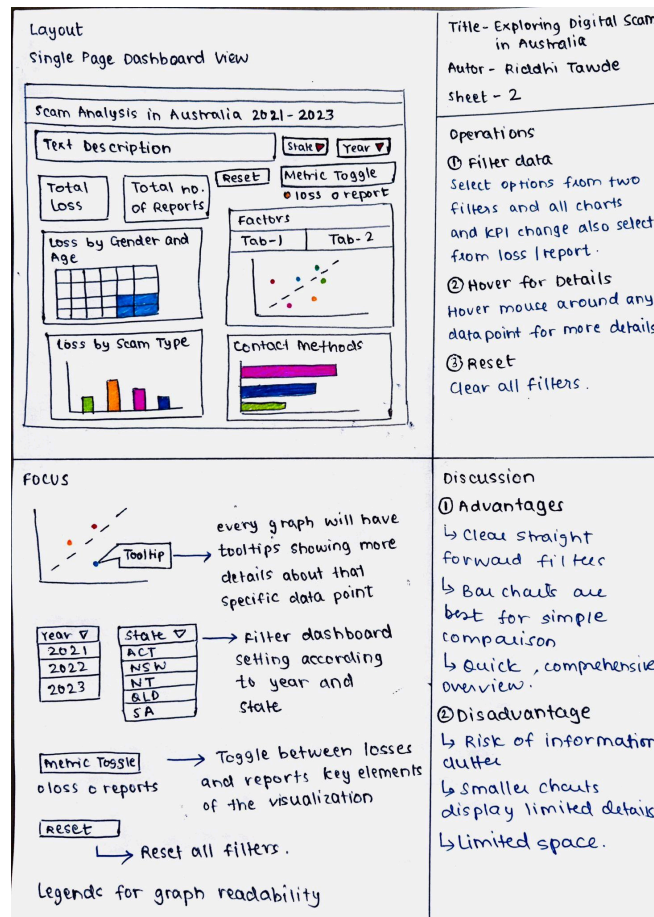 Layout
Single Page Dashboard View
Scam Analysis in Australia 2021-2023
Text Description
State
Year
Total
Loss
Total no.
of Reports
Reset
Metric Toggle
loss o report
Loss by Gender and
Age
Factors
Tab-1
Tab-2
Loss by Scam Type
Contact Methods
Title- Exploring Digital Scam
in Australia
Autor- Riddhi Tawde
Sheet-2
Operations
① Filter data
Select options from two
filters and all charts
and KPI change also select
from loss/report.
② Hover for Details
Hover mouse around any
data point for more details
③ Reset
Clear all filters.
FOCUS
Tooltip
every graph will have
tooltips showing more
details about that
specific data point
Year
2021
2022
2023
State
ACT
NSW
NT
QLD
SA
Filter dashboard
setting according
to year and
state
Metric Toggle
o loss o reports
Toggle between losses
and reports key elements
of the visualization
Reset
Reset all filters.
Legends for graph readability
Discussion
① Advantages
↳ Clear straight
forward filters
↳ Bar charts are
best for simple
comparison
↳ Quick, comprehensive
overview.
② Disadvantage
↳ Risk of information
clutter
↳ Smaller charts
display limited details
↳ Limited space.